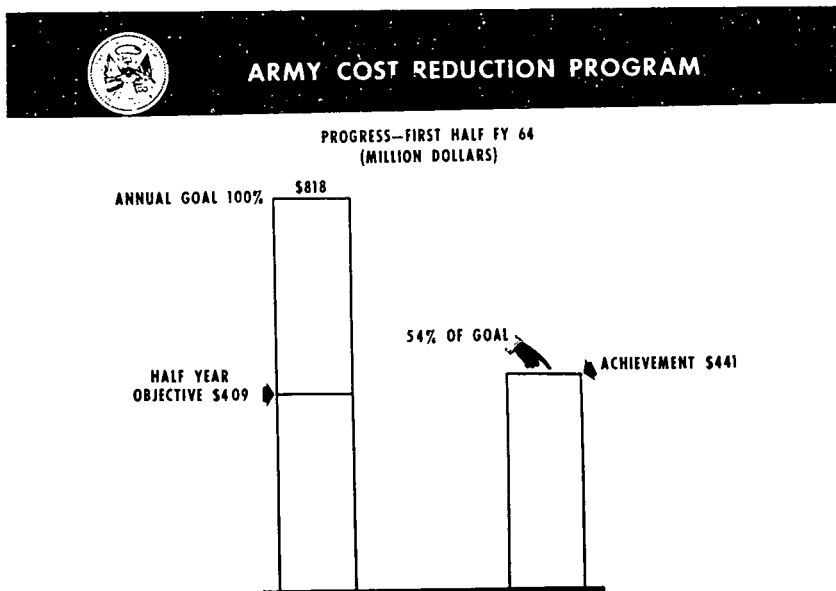 ARMY COST REDUCTION PROGRAM
PROGRESS—FIRST HALF FY 64
(MILLION DOLLARS)
$818
ANNUAL GOAL 100%
54% OF GOAL
ACHIEVEMENT $441
HALF YEAR
OBJECTIVE $409